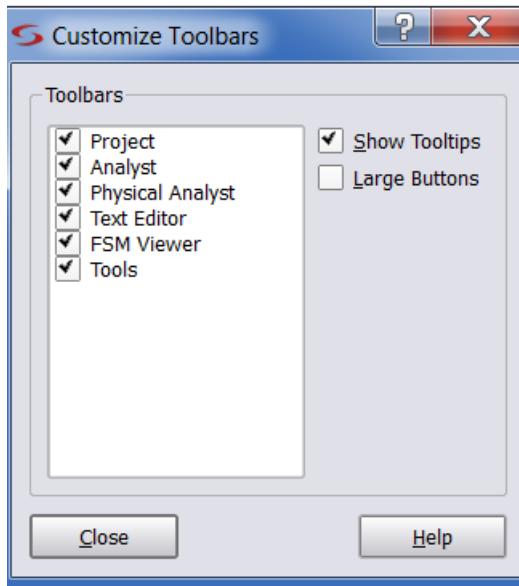 Customize Toolbars
Toolbars
Project
Analyst
Physical Analyst
Text Editor
FSM Viewer
Tools
Show Tooltips
Large Buttons
Close
Help